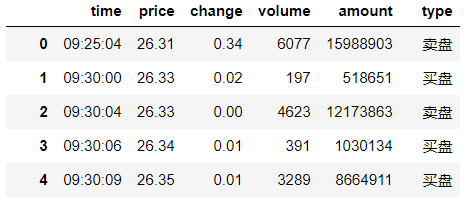 time price change volume amount type
0 09:25:04 26.31 0.34 6077 15988903 卖盘
1 09:30:00 26.33 0.02 197 518651 买盘
2 09:30:04 26.33 0.00 4623 12173863 卖盘
3 09:30:06 26.34 0.01 391 1030134 买盘
4 09:30:09 26.35 0.01 3289 8664911 买盘